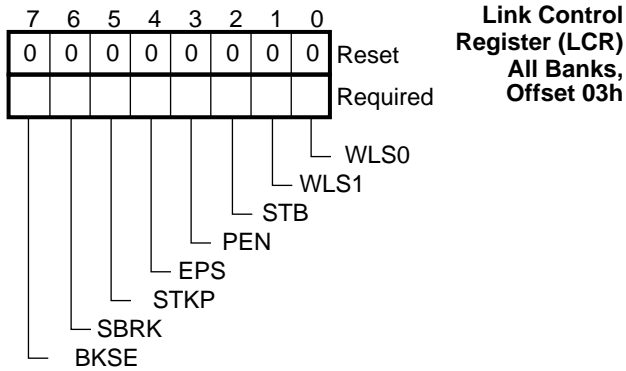 7 6 5 4 3 2 1 0
0 0 0 0 0 0 0 0 Reset
Required
Link Control
Register (LCR)
All Banks,
Offset 03h
WLS0
WLS1
STB
PEN
EPS
STKP
SBRK
BKSE